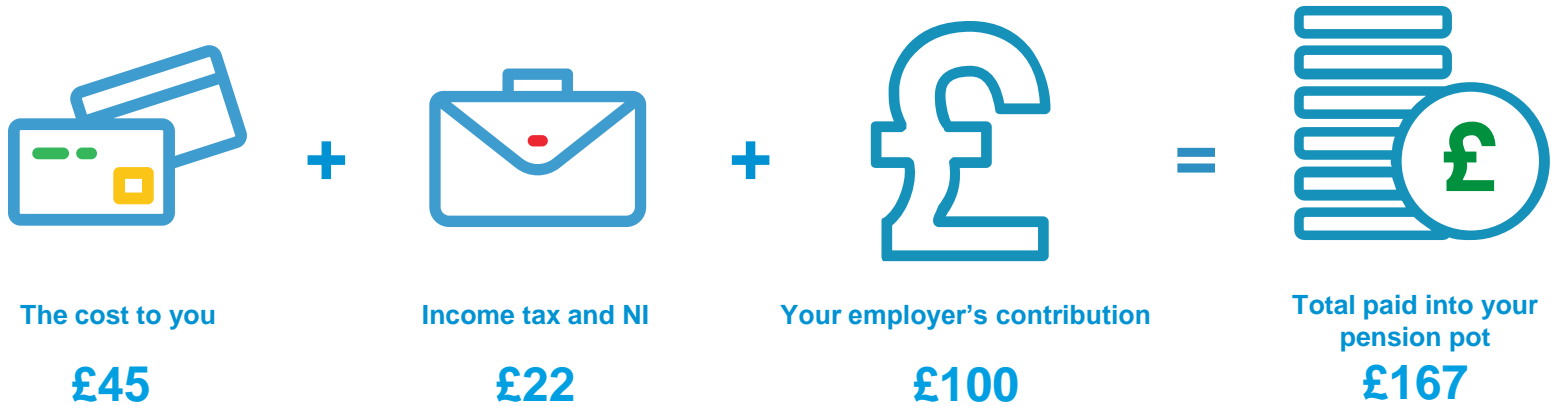 +
+
£
=
£
The cost to you
£45
Income tax and NI
£22
Your employer’s contribution
£100
Total paid into your
pension pot
£167